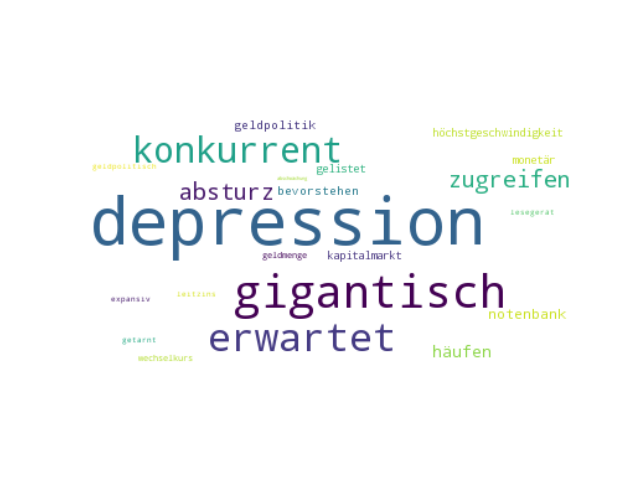 geldpolitik
höchstgeschwindigkeit
konkurrent
monetär
geldpolitisch
gelistet
zugreifen
absturz
bevorstehen
depression
lesegerät
geldmenge
kapitalmarkt
gigantisch
leitzins
expansiv
notenbank
erwartet
getarnt
häufen
wechselkurs